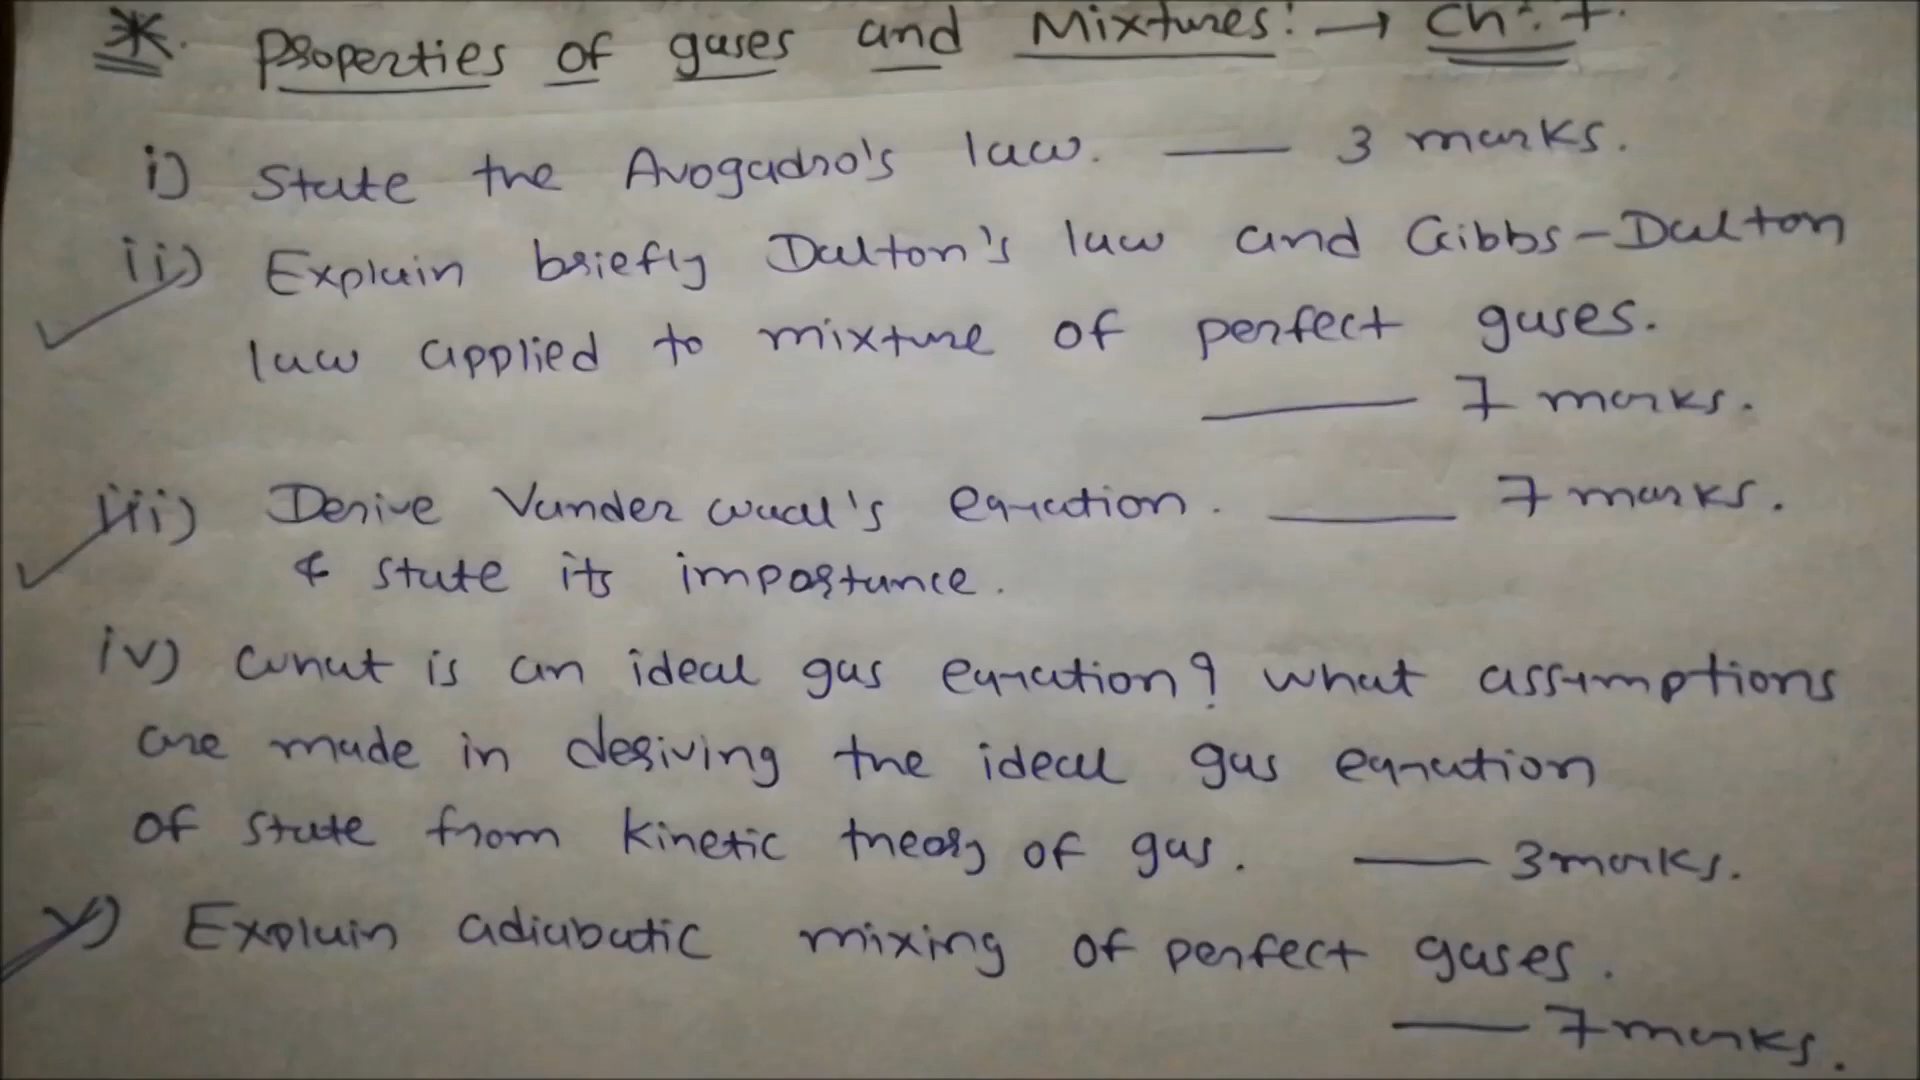 * Properties of gases and Mixtures: → Ch: 7.
i) State the Avogadro's law. — 3 marks.
ii) Explain briefly Dalton's law and Gibbs-Dalton
law applied to mixture of perfect gases.
— 7 marks.
iii) Derive Vander waal's equation. — 7 marks.
& state its importance.
iv) What is an ideal gas equation? What assumptions
are made in deriving the ideal gas equation
of state from kinetic theory of gas. — 3 marks.
v) Explain adiabatic mixing of perfect gases.
— 7 marks.